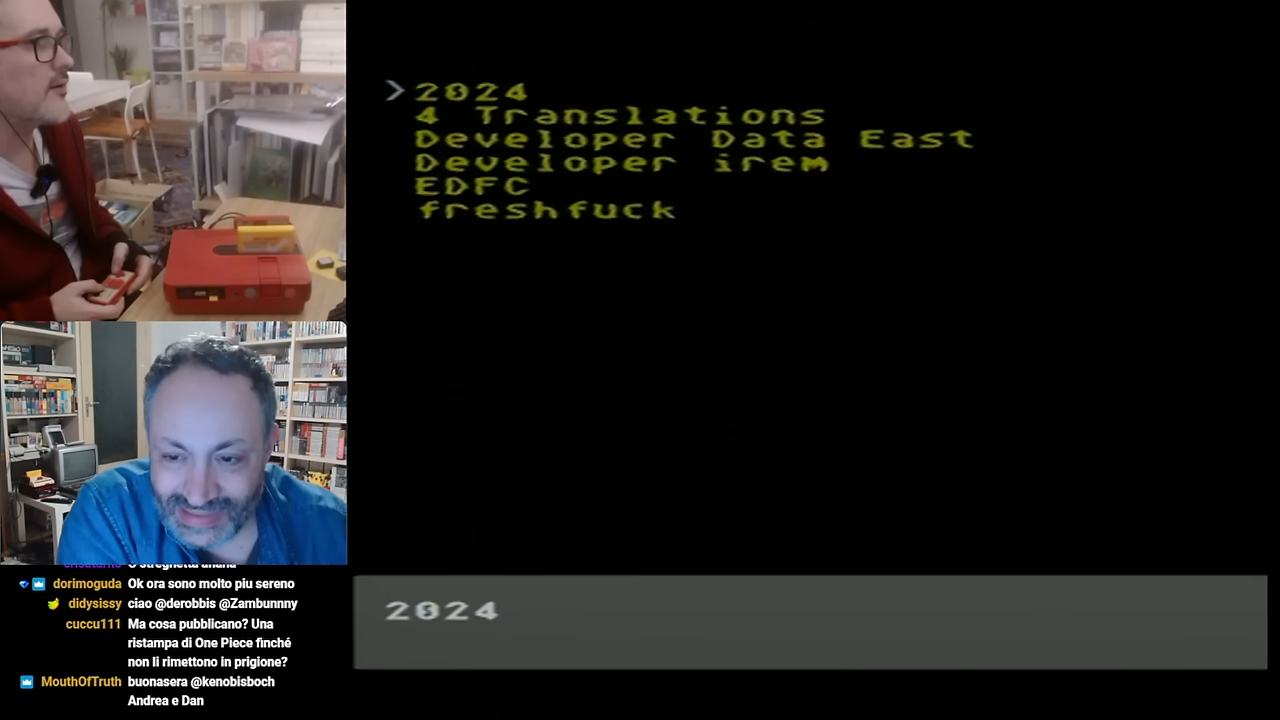 2024
4 Translations
Developer Data East
Developer irem
EDFC
freshfuck
2024
dorimoguda Ok ora sono molto piu sereno
didysissy ciao @derobbis @Zambunnny
cuccu111 Ma cosa pubblicano? Una
ristampa di One Piece finché
non li rimettono in prigione?
MouthOfTruth buonasera @kenobisboch
Andrea e Dan